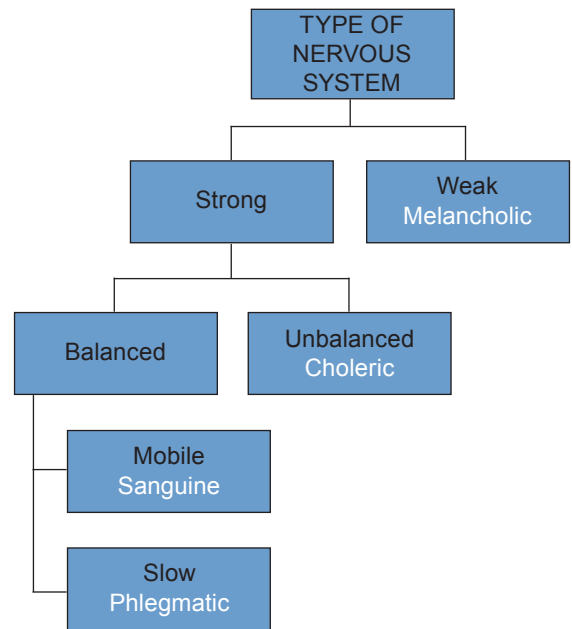 TYPE OF
NERVOUS
SYSTEM
Strong
Weak
Melancholic
Balanced
Unbalanced
Choleric
Mobile
Sanguine
Slow
Phlegmatic